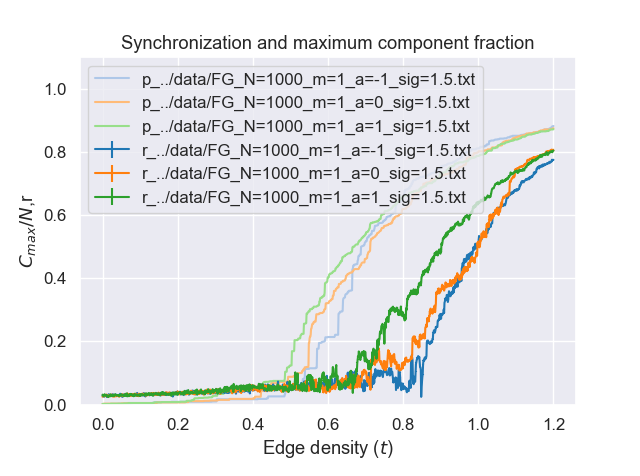 Synchronization and maximum component fraction
p_../data/FG_N=1000_m=1_a=-1_sig=1.5.txt
p_../data/FG_N=1000_m=1_a=0_sig=1.5.txt
p_../data/FG_N=1000_m=1_a=1_sig=1.5.txt
r_../data/FG_N=1000_m=1_a=-1_sig=1.5.txt
r_../data/FG_N=1000_m=1_a=0_sig=1.5.txt
r_../data/FG_N=1000_m=1_a=1_sig=1.5.txt
C_max/N,r
1.0
0.8
0.6
0.4
0.2
0.0
0.0 0.2 0.4 0.6 0.8 1.0 1.2
Edge density (t)